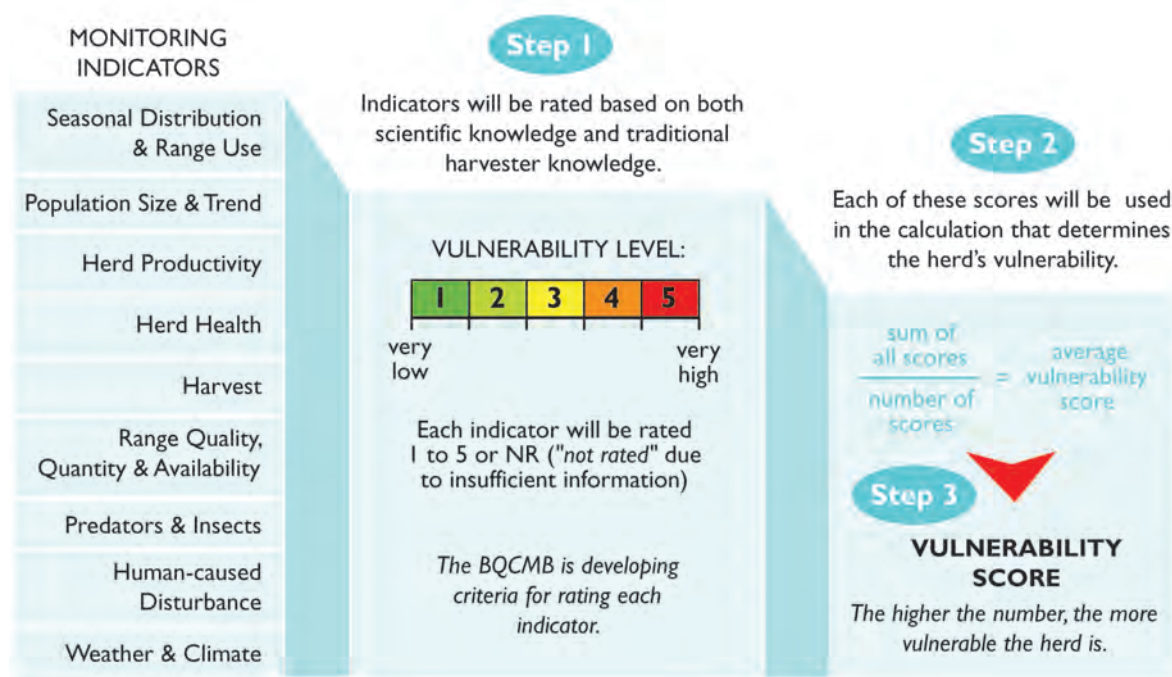 MONITORING
INDICATORS
Seasonal Distribution
& Range Use
Population Size & Trend
Herd Productivity
Herd Health
Harvest
Range Quality,
Quantity & Availability
Predators & Insects
Human-caused
Disturbance
Weather & Climate
Step 1
Indicators will be rated based on both
scientific knowledge and traditional
harvester knowledge.
VULNERABILITY LEVEL:
1 2 3 4 5
very
low
very
high
Each indicator will be rated
1 to 5 or NR ("not rated" due
to insufficient information)
The BQCMB is developing
criteria for rating each
indicator.
Step 2
Each of these scores will be used
in the calculation that determines
the herd's vulnerability.
sum of
all scores
number of
scores
=
average
vulnerability
score
Step 3
VULNERABILITY
SCORE
The higher the number, the more
vulnerable the herd is.